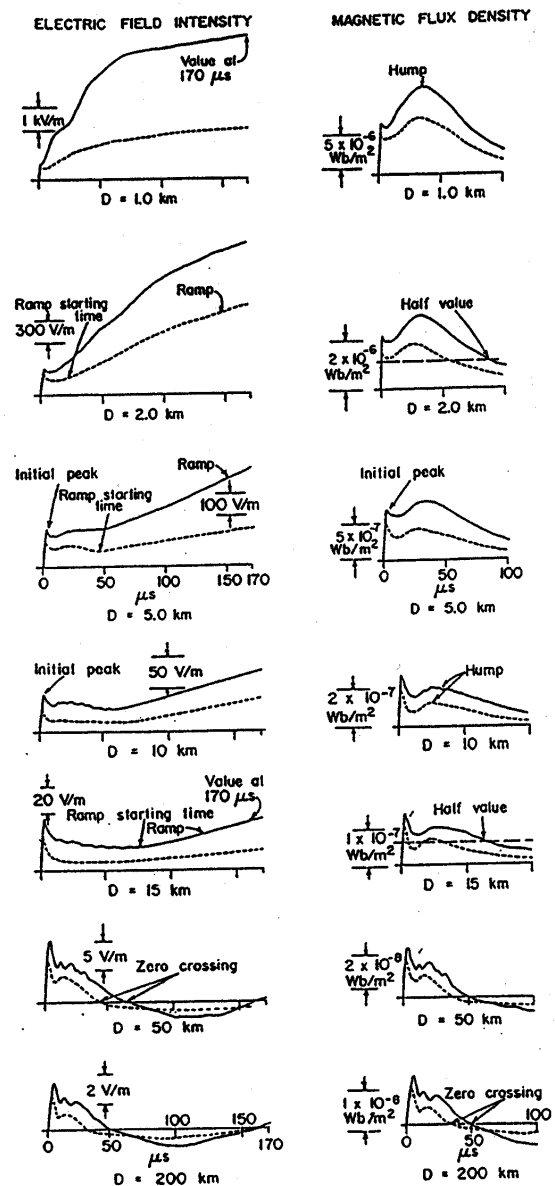 ELECTRIC FIELD INTENSITY
MAGNETIC FLUX DENSITY
Value at
170 μs
1 kV/m
D = 1.0 km
Hump
5 x 10⁻⁶
Wb/m²
D = 1.0 km
Ramp starting
time
300 V/m
Ramp
D = 2.0 km
Half value
2 x 10⁻⁶
Wb/m²
D = 2.0 km
Initial peak
Ramp starting
time
Ramp
100 V/m
0 50 100 150 170
μs
D = 5.0 km
Initial peak
5 x 10⁻⁷
Wb/m²
0 50 100
μs
D = 5.0 km
Initial peak
50 V/m
D = 10 km
Hump
2 x 10⁻⁷
Wb/m²
D = 10 km
20 V/m
Ramp starting time
Ramp
Value at
170 μs
D = 15 km
Half value
1 x 10⁻⁷
Wb/m²
D = 15 km
5 V/m
Zero crossing
D = 50 km
2 x 10⁻⁸
Wb/m²
D = 50 km
2 V/m
0 50 100 150 170
μs
D = 200 km
Zero crossing
1 x 10⁻⁸
Wb/m²
0 50 100
μs
D = 200 km